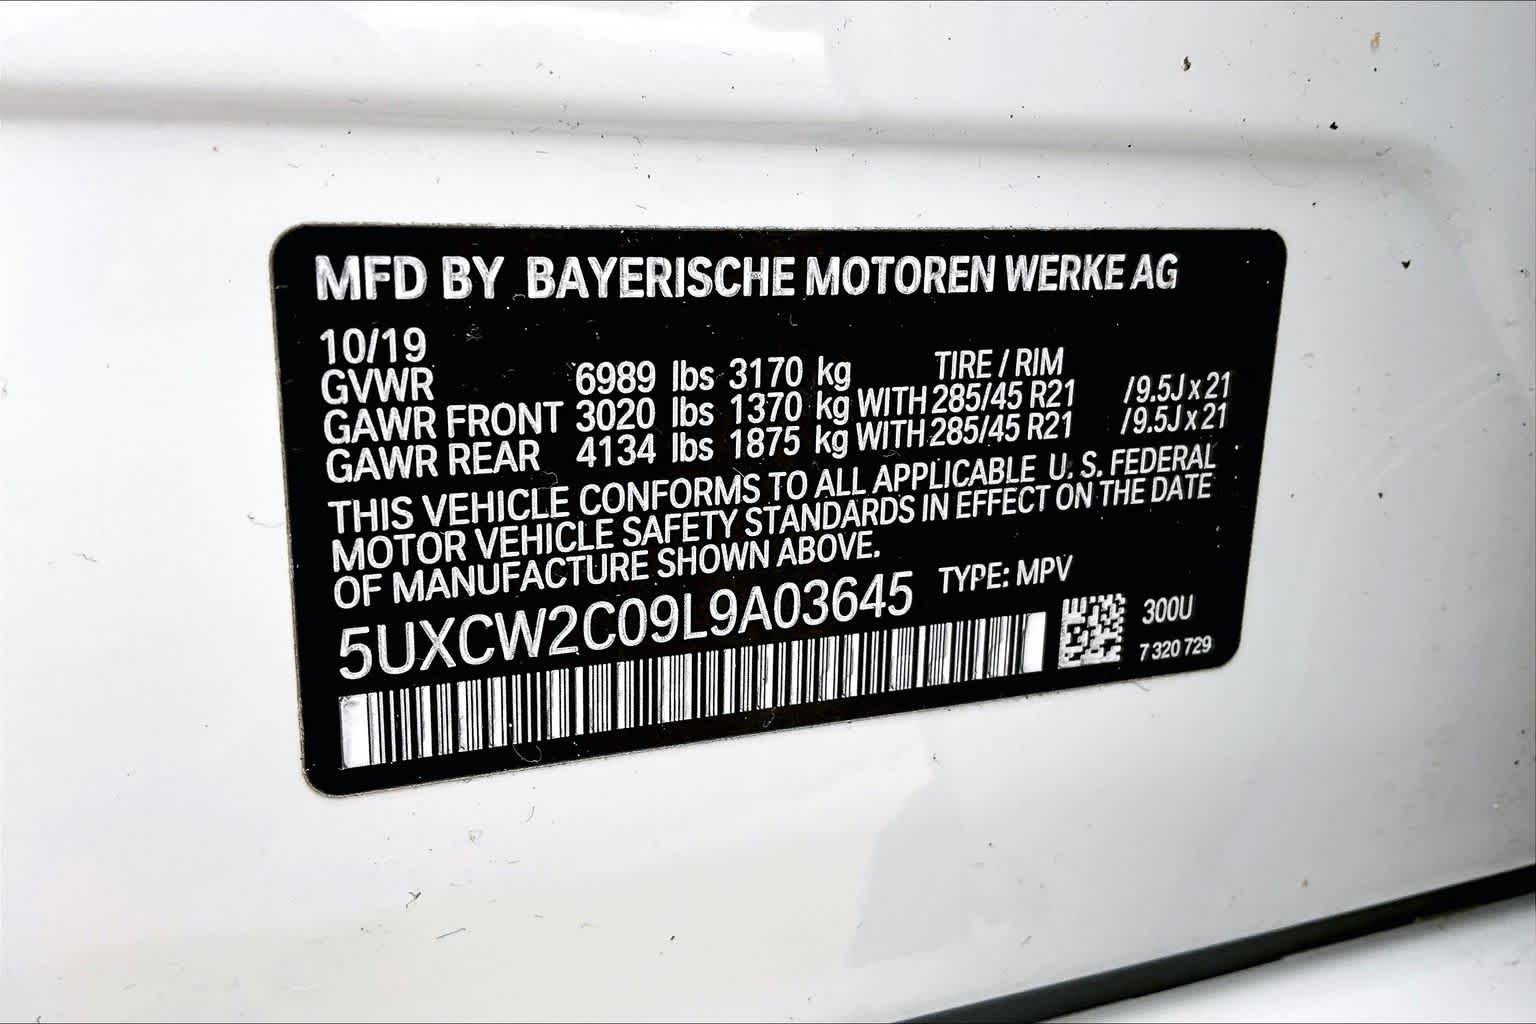 MFD BY BAYERISCHE MOTOREN WERKE AG
10/19
TIRE / RIM
GVWR 6989 lbs 3170 kg
GAWR FRONT 3020 lbs 1370 kg WITH 285/45 R21 /9.5J x 21
GAWR REAR 4134 lbs 1875 kg WITH 285/45 R21 /9.5J x 21
THIS VEHICLE CONFORMS TO ALL APPLICABLE U. S. FEDERAL
MOTOR VEHICLE SAFETY STANDARDS IN EFFECT ON THE DATE
OF MANUFACTURE SHOWN ABOVE.
5UXCW2C09L9A03645 TYPE: MPV
300U
7 320 729